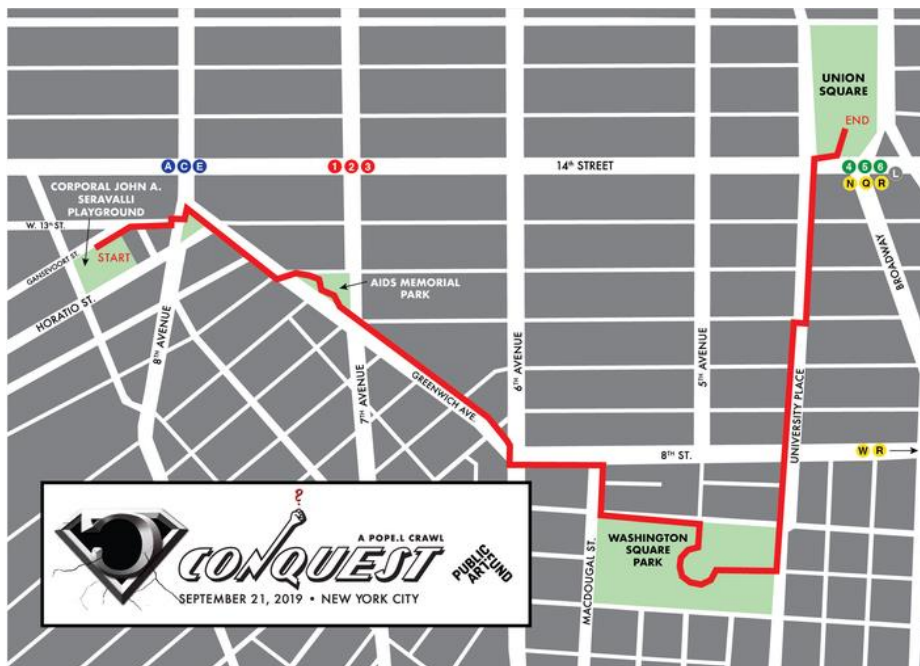 UNION
SQUARE
END
A C E
1 2 3
14th STREET
4 5 6
L
N Q R
CORPORAL JOHN A.
SERAVALLI
PLAYGROUND
W. 13th ST.
GANSEVOORT ST.
START
HORATIO ST.
AIDS MEMORIAL
PARK
BROADWAY
8TH AVENUE
7TH AVENUE
GREENWICH AVE.
6TH AVENUE
5TH AVENUE
UNIVERSITY PLACE
8TH ST.
W R
MACDOUGAL ST.
WASHINGTON
SQUARE
PARK
?
A POPE.L CRAWL
CONQUEST
PUBLIC
ART FUND
SEPTEMBER 21, 2019 • NEW YORK CITY